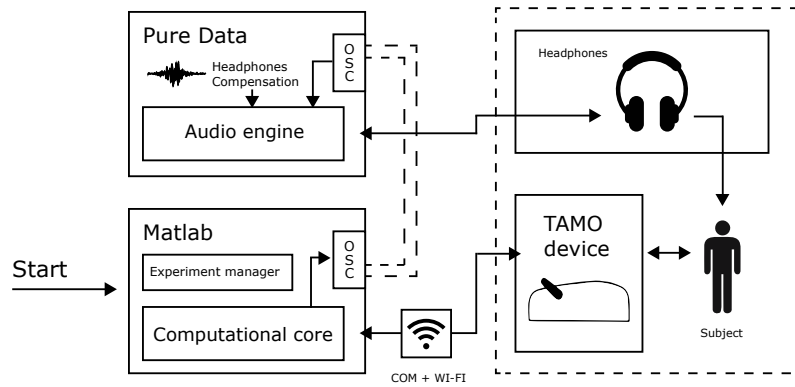 Pure Data
O
S
C
Headphones
Compensation
Audio engine
Headphones
Matlab
O
S
C
Experiment manager
Computational core
Start
COM + WI-FI
TAMO
device
Subject